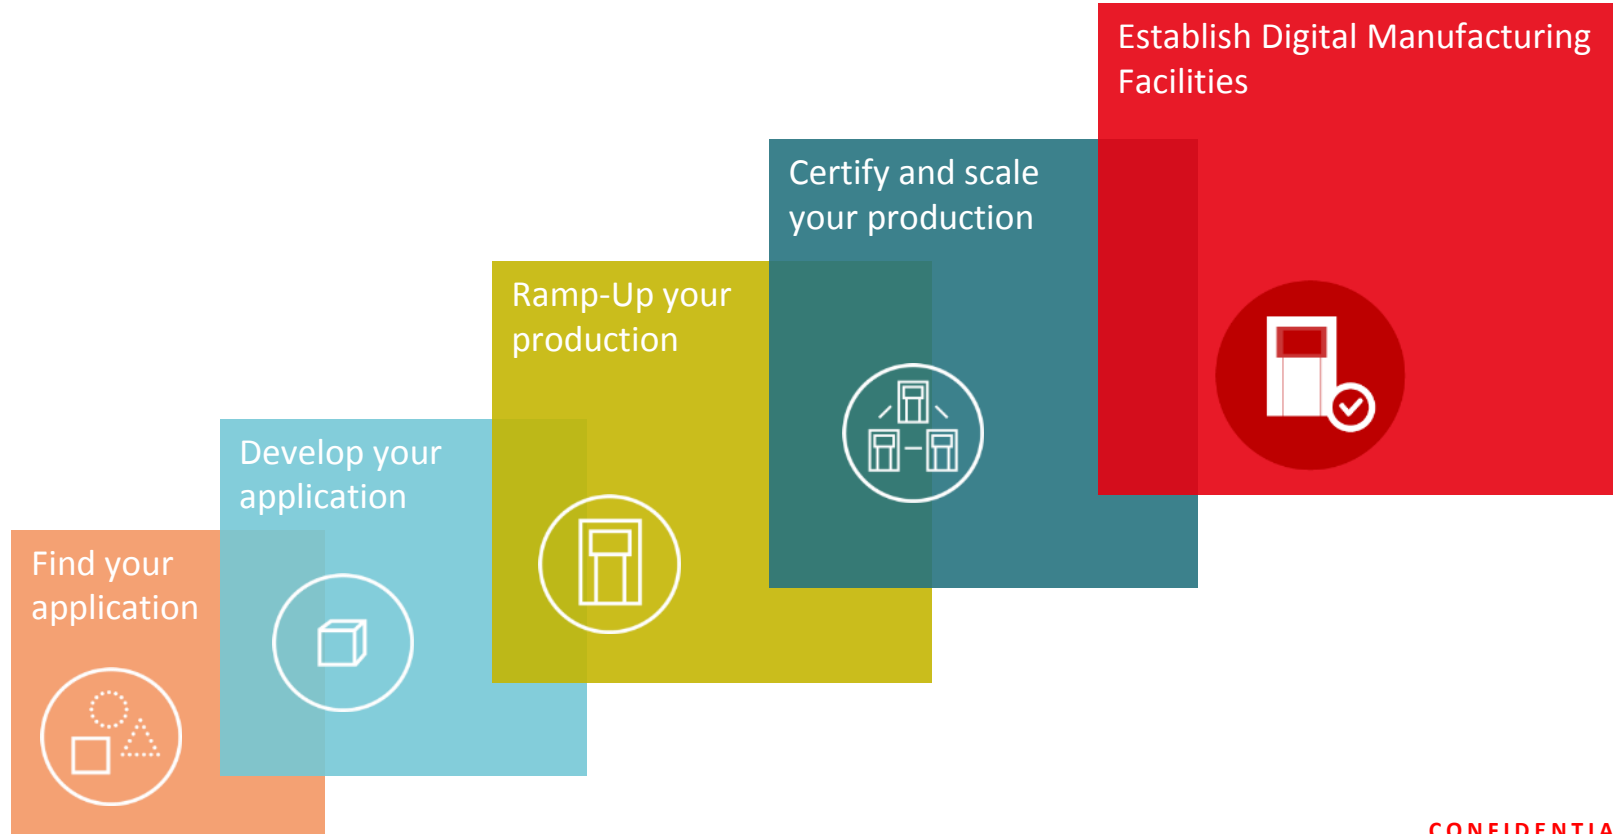 Establish Digital Manufacturing
Facilities
Certify and scale
your production
Ramp-Up your
production
Develop your
application
Find your
application
CONFIDENTIA